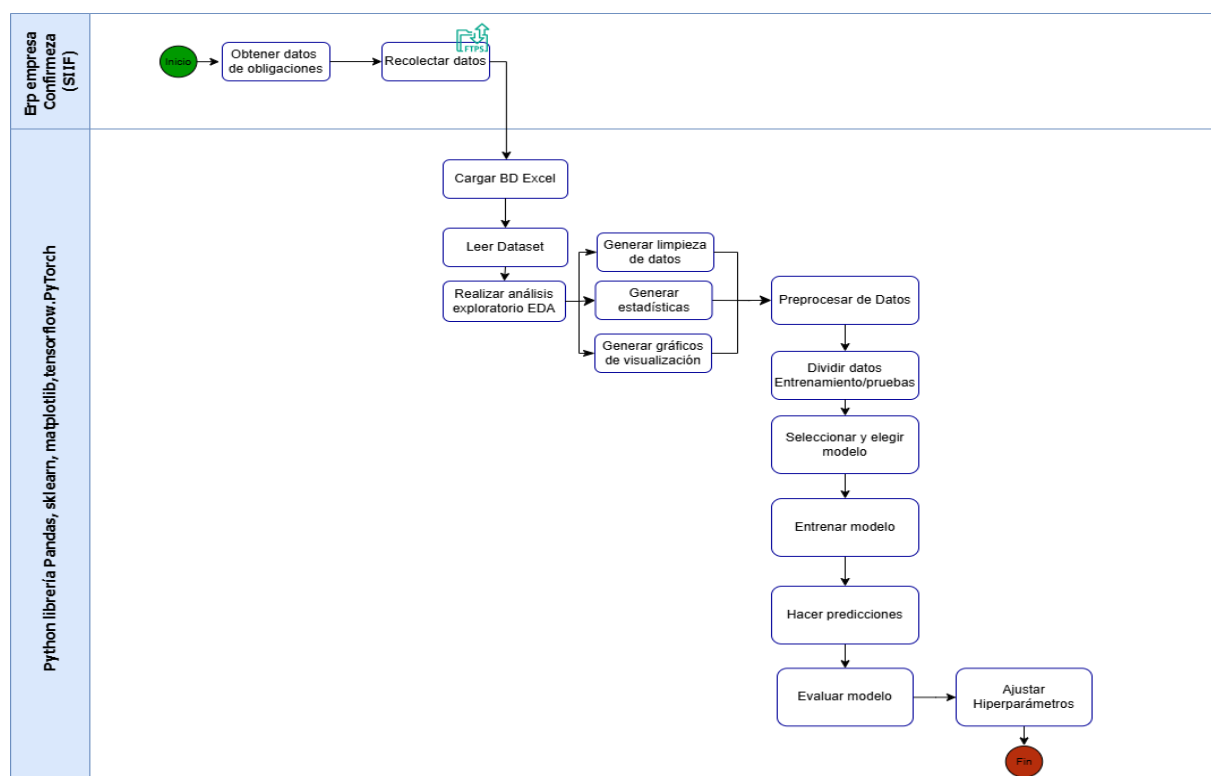 Erp empresa
Confirmeza
(SIIF)
Inicio
Obtener datos
de obligaciones
Recolectar datos
FTPS
Python librería Pandas, sklearn, matplotlib,tensorflow.PyTorch
Cargar BD Excel
Leer Dataset
Realizar análisis
exploratorio EDA
Generar limpieza
de datos
Generar
estadísticas
Generar gráficos
de visualización
Preprocesar de Datos
Dividir datos
Entrenamiento/pruebas
Seleccionar y elegir
modelo
Entrenar modelo
Hacer predicciones
Evaluar modelo
Ajustar
Hiperparámetros
Fin